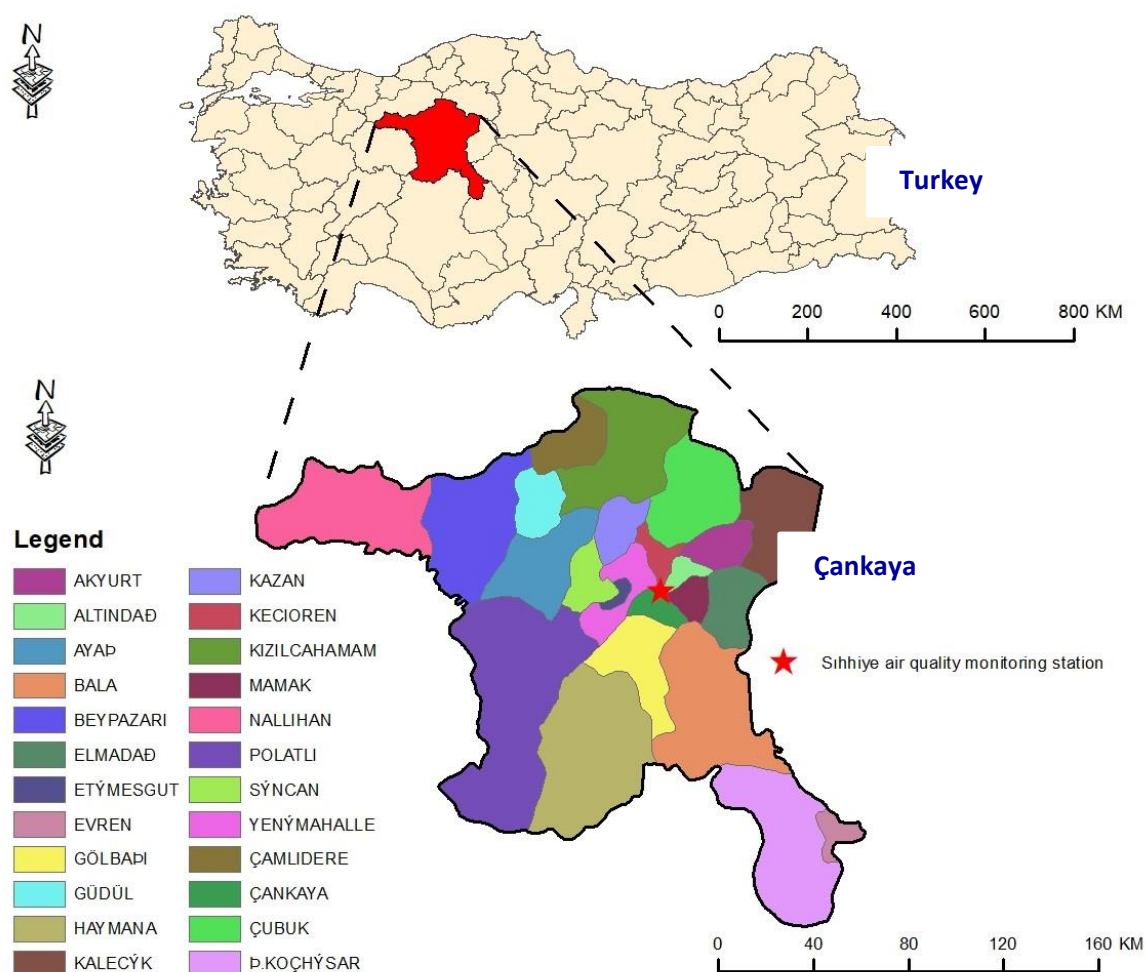 N
Turkey
0 200 400 600 800 KM
N
Legend
AKYURT
ALTINDAÐ
AYAÞ
BALA
BEYPAZARI
ELMADAÐ
ETÝMESGUT
EVREN
GÖLBAÞI
GÜDÜL
HAYMANA
KALECÝK
KAZAN
KECIOREN
KIZILCAHAMAM
MAMAK
NALLIHAN
POLATLI
SÝNCAN
YENÝMAHALLE
ÇAMLIDERE
ÇANKAYA
ÇUBUK
Þ.KOÇHÝSAR
Çankaya
Sıhhiye air quality monitoring station
0 40 80 120 160 KM